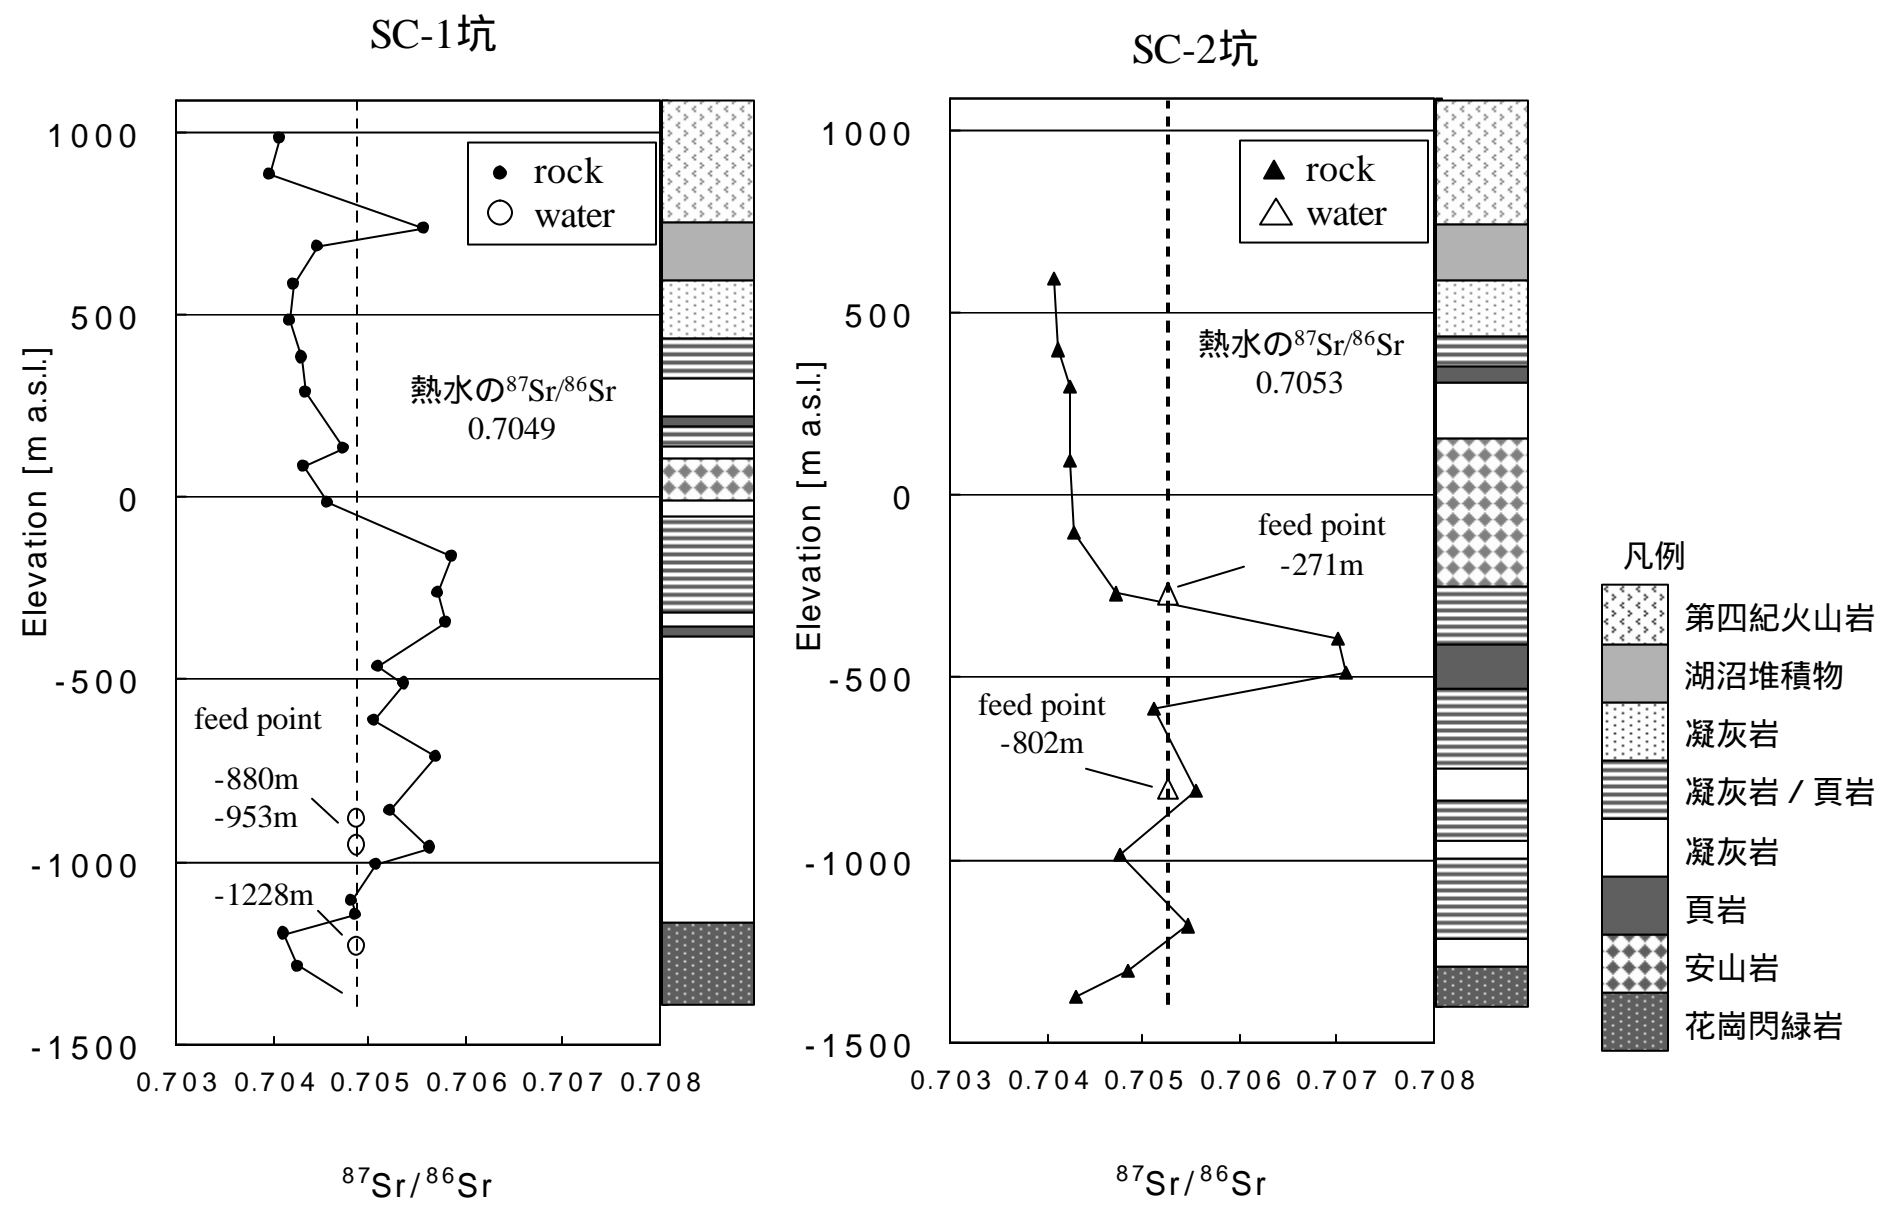 SC-1坑
1000
500
0
-500
-1000
-1500
Elevation [m a.s.l.]
rock
water
熱水の⁸⁷Sr/⁸⁶Sr
0.7049
feed point
-880m
-953m
-1228m
0.703 0.704 0.705 0.706 0.707 0.708
⁸⁷Sr/⁸⁶Sr
SC-2坑
1000
500
0
-500
-1000
-1500
Elevation [m a.s.l.]
rock
water
熱水の⁸⁷Sr/⁸⁶Sr
0.7053
feed point
-271m
feed point
-802m
0.703 0.704 0.705 0.706 0.707 0.708
⁸⁷Sr/⁸⁶Sr
凡例
第四紀火山岩
湖沼堆積物
凝灰岩
凝灰岩 / 頁岩
凝灰岩
頁岩
安山岩
花崗閃緑岩